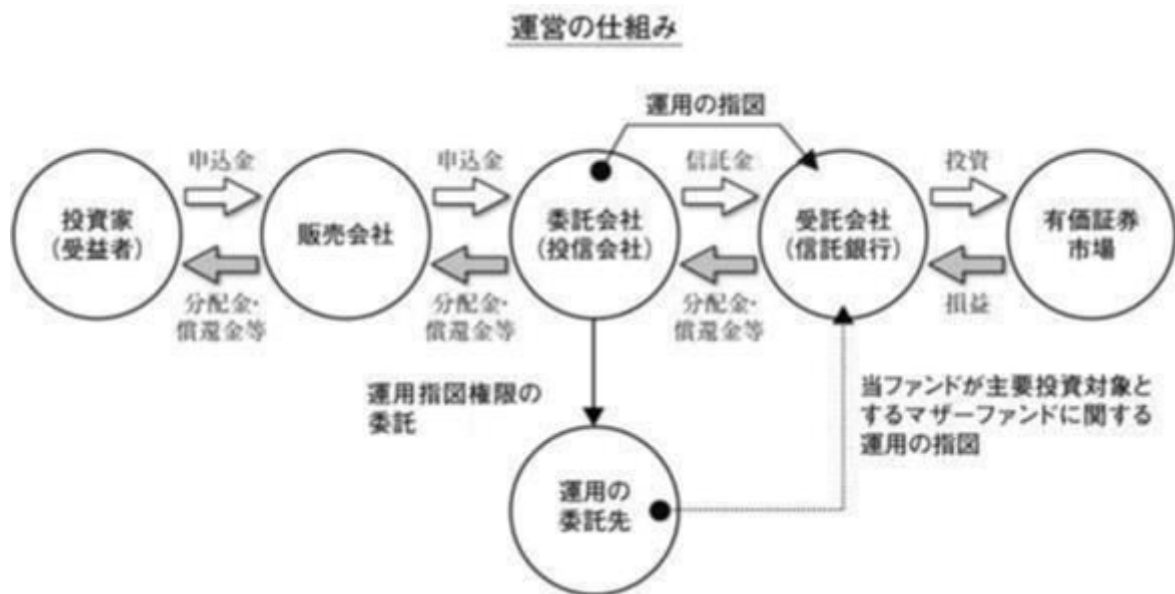 運営の仕組み
運用の指図
申込金
申込金
信託金
投資
投資家
(受益者)
販売会社
委託会社
(投信会社)
受託会社
(信託銀行)
有価証券
市場
分配金・
償還金等
分配金・
償還金等
分配金・
償還金等
損益
運用指図権限の
委託
当ファンドが主要投資対象と
するマザーファンドに関する
運用の指図
運用の
委託先